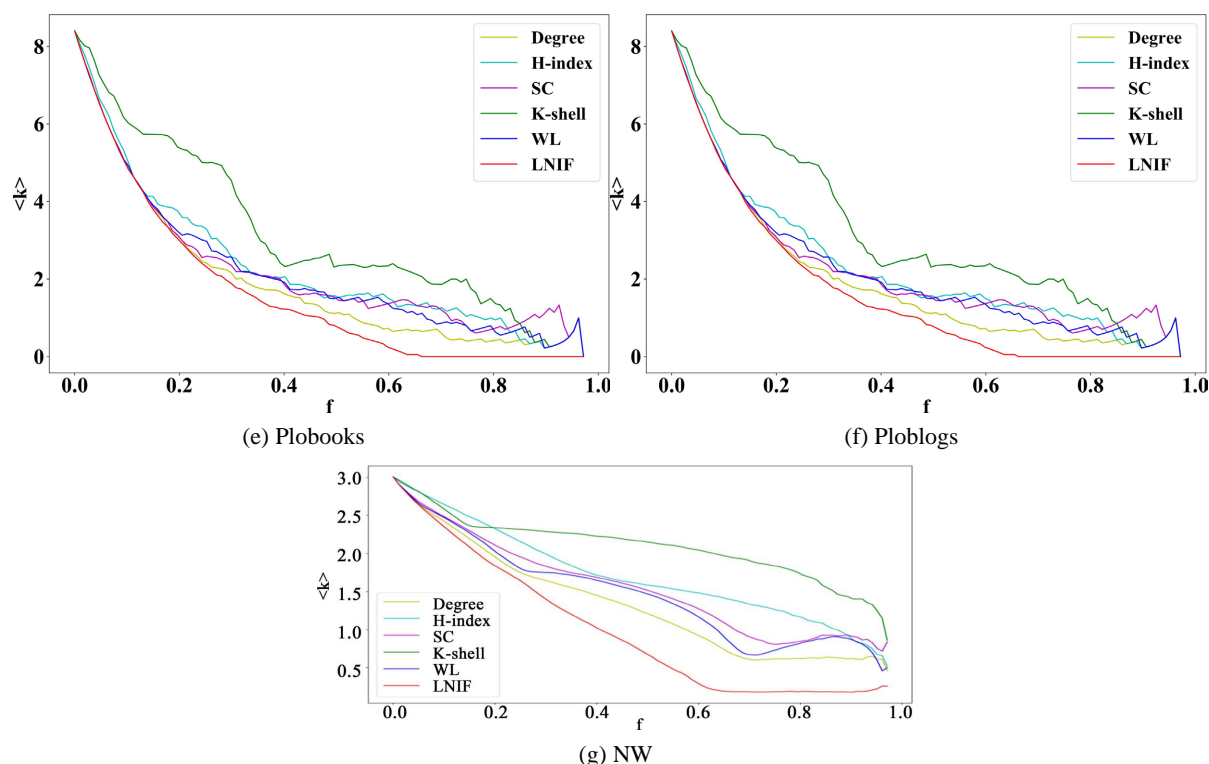 8
6
4
2
0
<k>
0.0 0.2 0.4 0.6 0.8 1.0
f
Degree
H-index
SC
K-shell
WL
LNIF
(e) Plobooks
8
6
4
2
0
<k>
0.0 0.2 0.4 0.6 0.8 1.0
f
Degree
H-index
SC
K-shell
WL
LNIF
(f) Ploblogs
3.0
2.5
2.0
1.5
1.0
0.5
<k>
Degree
H-index
SC
K-shell
WL
LNIF
0.0 0.2 0.4 0.6 0.8 1.0
f
(g) NW